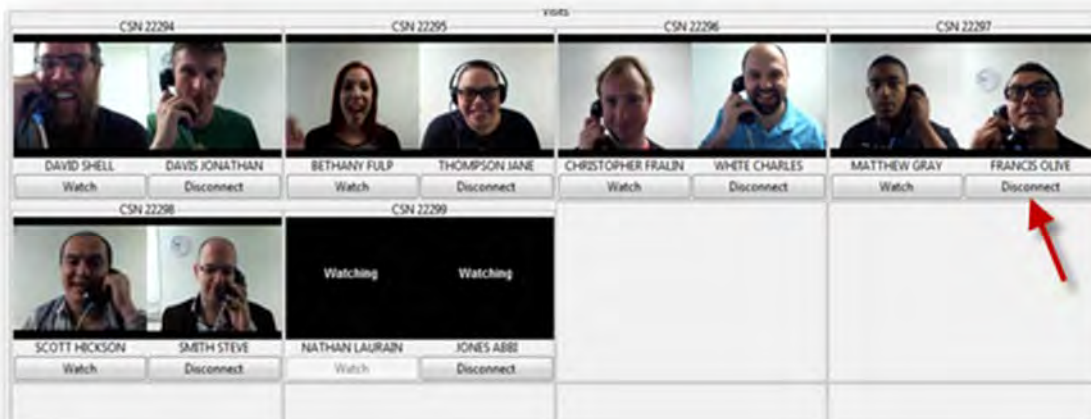 Visits
CSN 22294 CSN 22295 CSN 22296 CSN 22297
DAVID SHELL DAVIS JONATHAN BETHANY FULP THOMPSON JANE CHRISTOPHER FRALIN WHITE CHARLES MATTHEW GRAY FRANCIS OLIVE
Watch Disconnect Watch Disconnect Watch Disconnect Watch Disconnect
CSN 22298 CSN 22299
Watching Watching
SCOTT HICKSON SMITH STEVE NATHAN LAURAIN JONES ABBI
Watch Disconnect Watch Disconnect